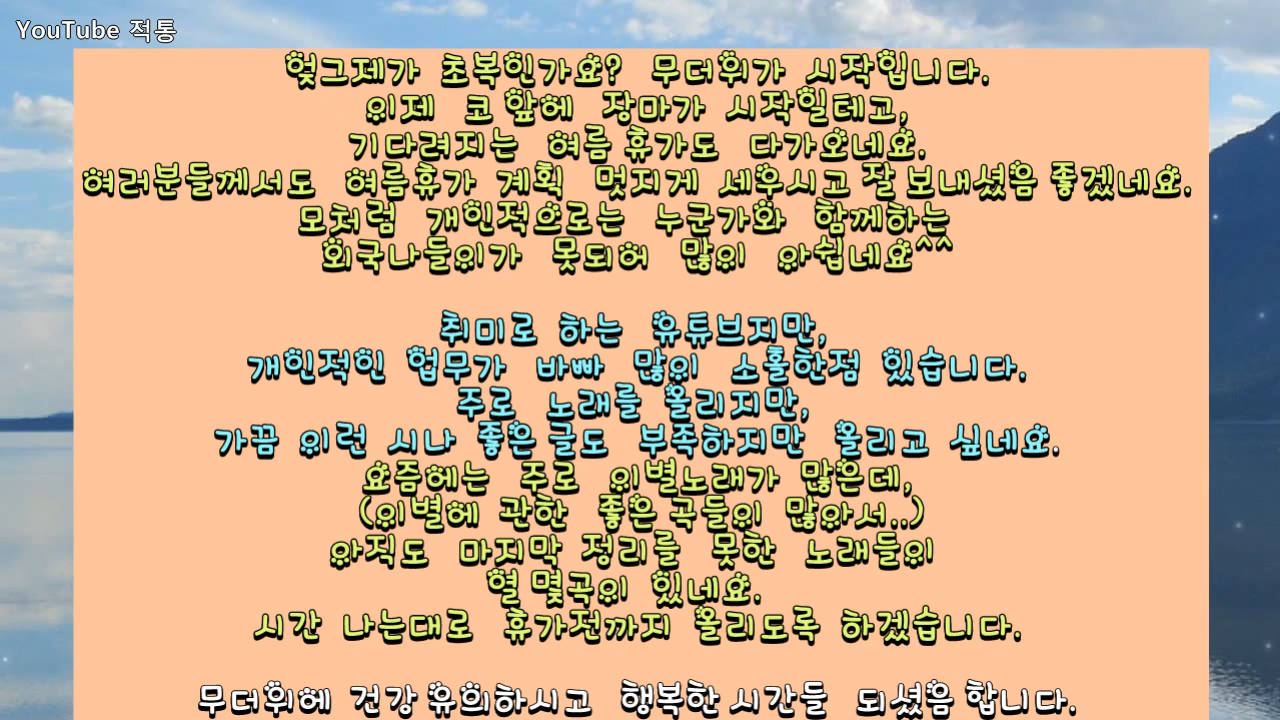 YouTube 적통
엊그제가 초복인가요? 무더위가 시작입니다.
이제 코 앞에 장마가 시작일테고,
기다려지는 여름 휴가도 다가오네요.
여러분들께서도 여름휴가 계획 멋지게 세우시고 잘 보내셨음 좋겠네요.
모처럼 개인적으로는 누군가와 함께하는
외국나들이가 못되어 많이 아쉽네요^^
취미로 하는 유튜브지만,
개인적인 업무가 바빠 많이 소홀한점 있습니다.
주로 노래를 올리지만,
가끔 이런 시나 좋은 글도 부족하지만 올리고 싶네요.
요즘에는 주로 이별노래가 많은데,
(이별에 관한 좋은 곡들이 많아서..)
아직도 마지막 정리를 못한 노래들이
열 몇곡이 있네요.
시간 나는대로 휴가전까지 올리도록 하겠습니다.
무더위에 건강 유의하시고 행복한 시간들 되셨음 합니다.